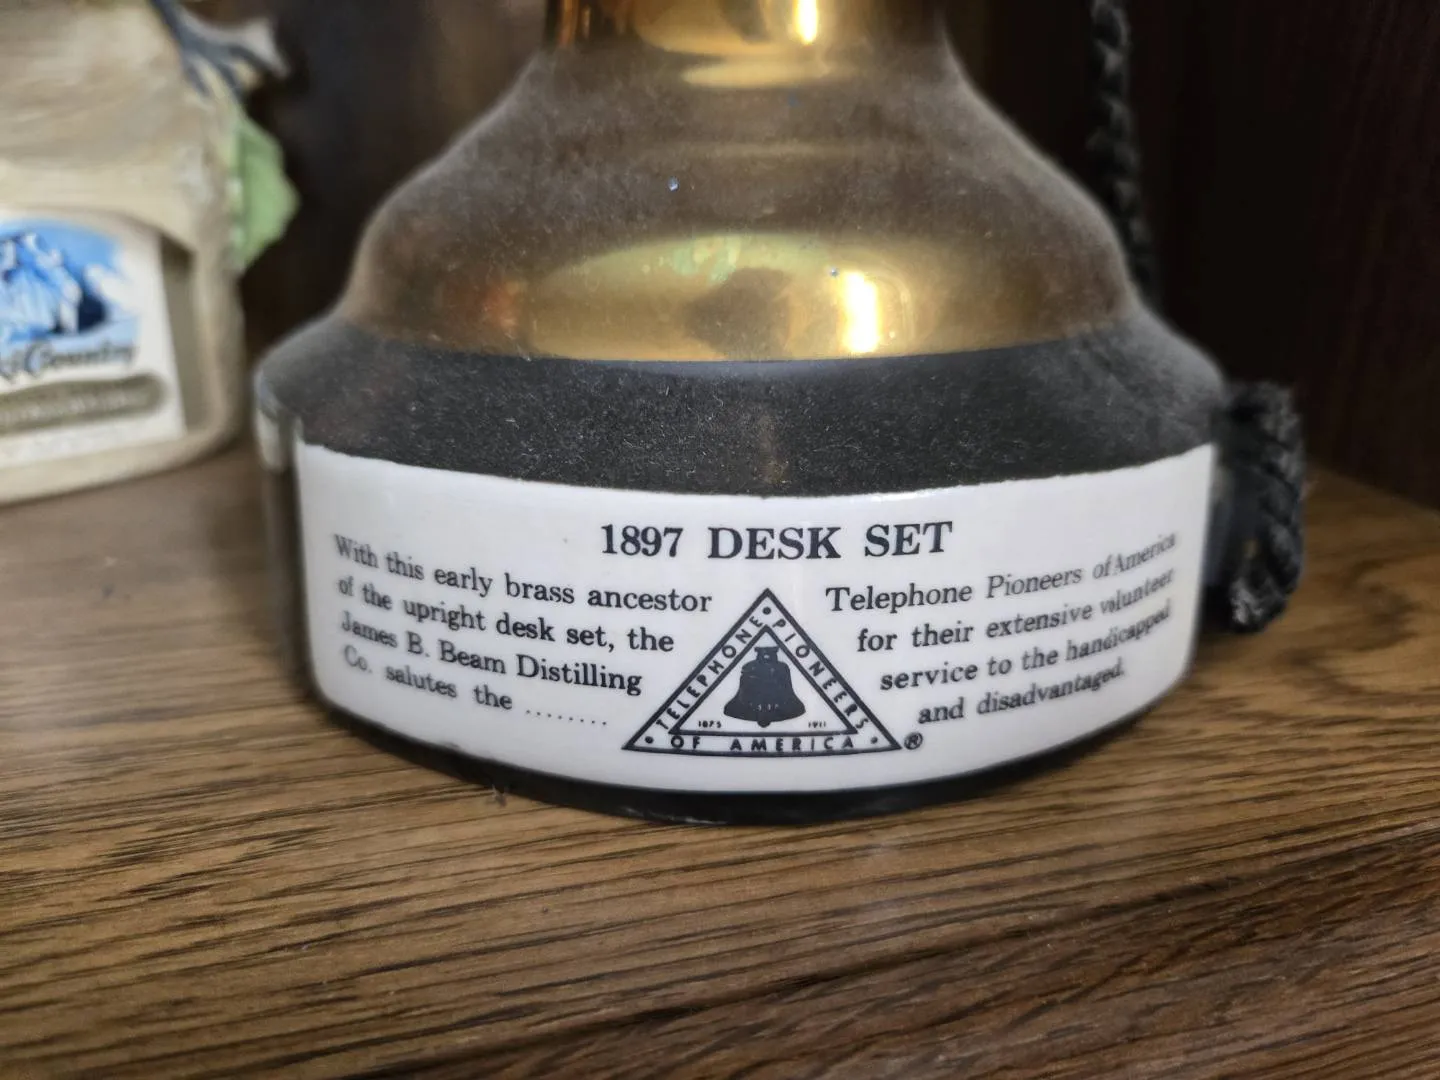 1897 DESK SET
With this early brass ancestor
of the upright desk set, the
James B. Beam Distilling
Co. salutes the ........
TELEPHONE PIONEERS
1875 1911
OF AMERICA
®
Telephone Pioneers of America
for their extensive volunteer
service to the handicapped
and disadvantaged.
Country